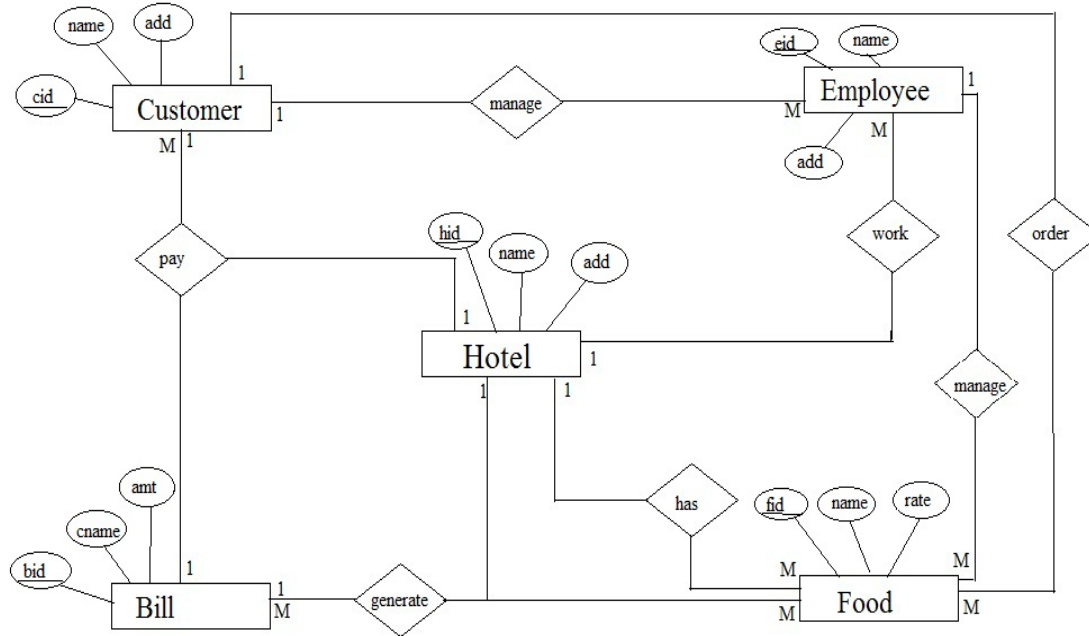 name
add
cid
Customer
1
1
M
1
manage
eid
name
Employee
1
M
M
add
pay
hid
name
add
work
order
1
Hotel
1
1
1
manage
amt
cname
bid
has
fid
name
rate
1
Bill
1
M
generate
M
M
Food
M
M